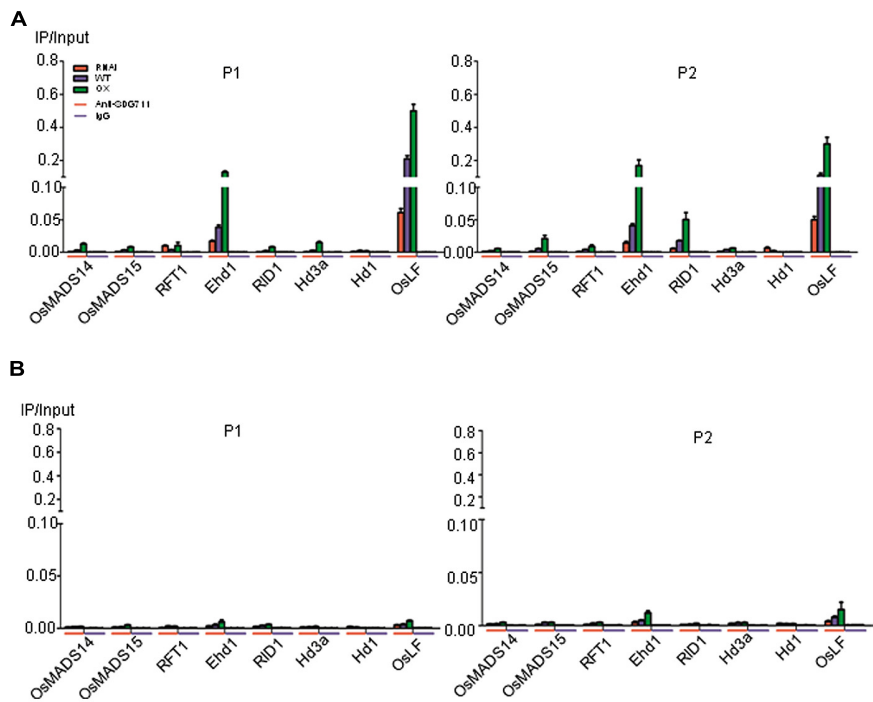 A
IP/Input
P1
0.8
0.6
0.4
0.2
0.10
0.05
0.00
RNAi
WT
OX
Anti-SDG711
IgG
OsMADS14
OsMADS15
RFT1
Ehd1
RID1
Hd3a
Hd1
OsLF
P2
0.8
0.6
0.4
0.2
0.10
0.05
0.00
OsMADS14
OsMADS15
RFT1
Ehd1
RID1
Hd3a
Hd1
OsLF
B
IP/Input
P1
0.8
0.6
0.4
0.2
0.10
0.05
0.00
OsMADS14
OsMADS15
RFT1
Ehd1
RID1
Hd3a
Hd1
OsLF
P2
0.8
0.6
0.4
0.2
0.10
0.05
0.00
OsMADS14
OsMADS15
RFT1
Ehd1
RID1
Hd3a
Hd1
OsLF